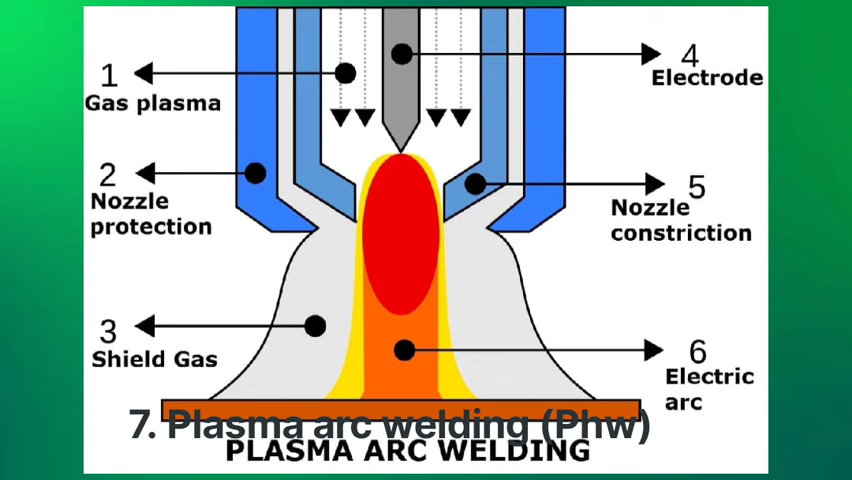 1
Gas plasma
2
Nozzle
protection
3
Shield Gas
4
Electrode
5
Nozzle
constriction
6
Electric
arc
7. Plasma arc welding (Phw)
PLASMA ARC WELDING